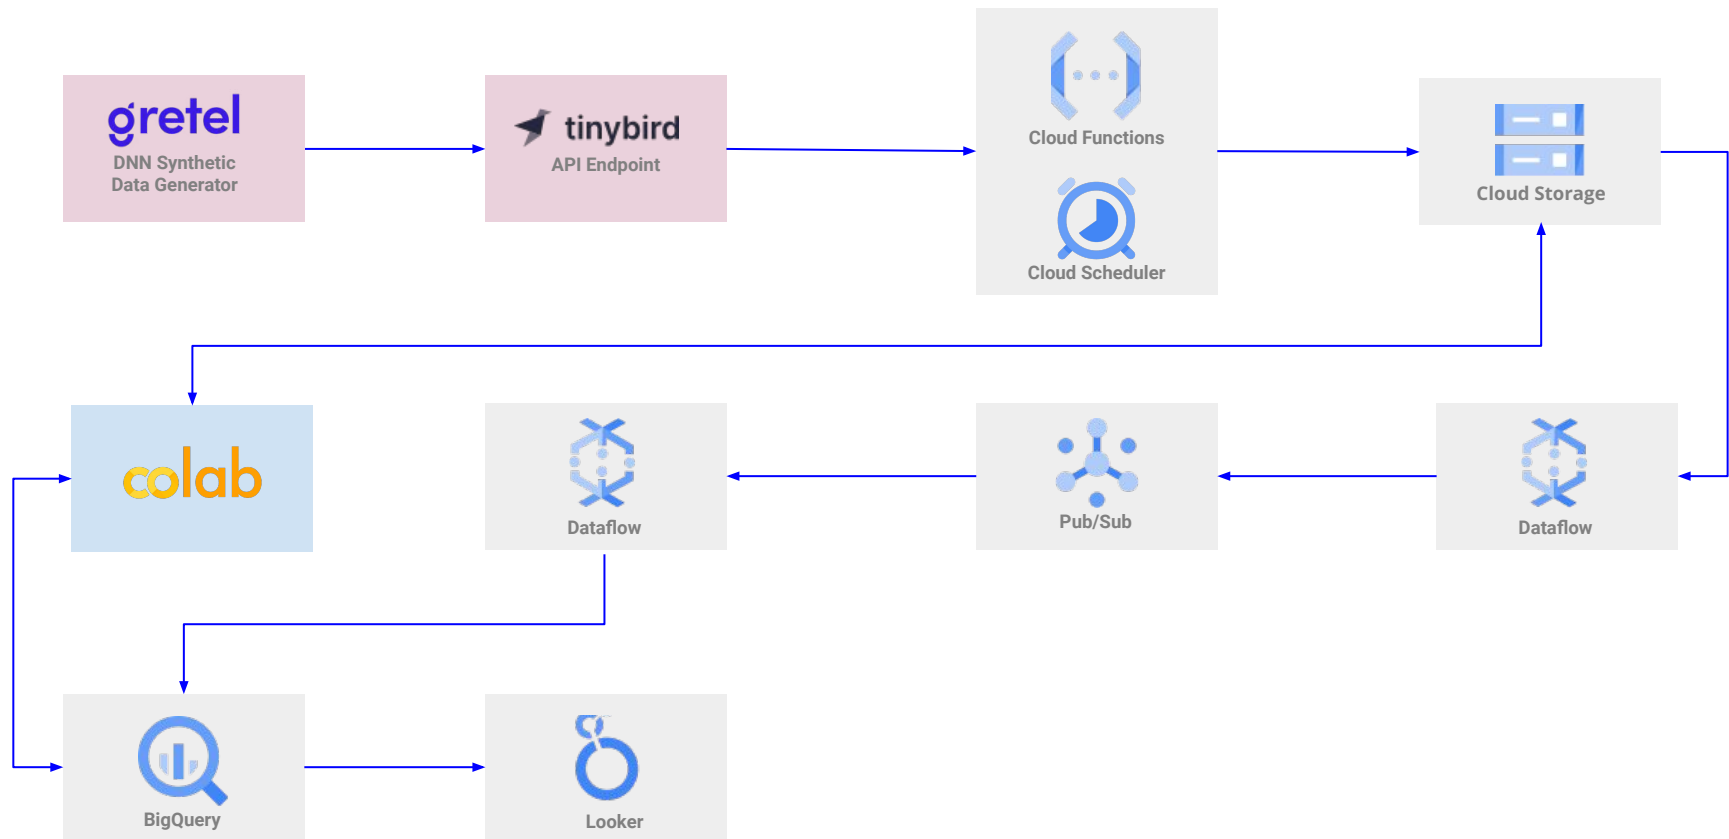 gretel
DNN Synthetic
Data Generator
tinybird
API Endpoint
Cloud Functions
Cloud Scheduler
Cloud Storage
colab
Dataflow
Pub/Sub
Dataflow
BigQuery
Looker